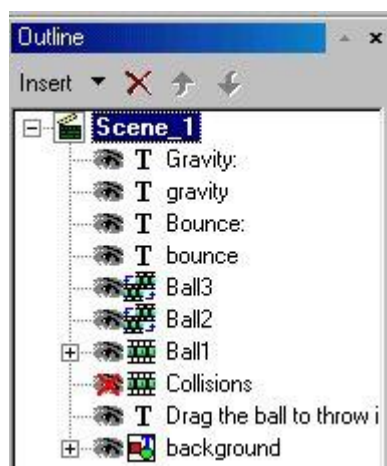 Outline
Insert
Scene_1
T Gravity:
T gravity
T Bounce:
T bounce
Ball3
Ball2
Ball1
Collisions
T Drag the ball to throw i
background